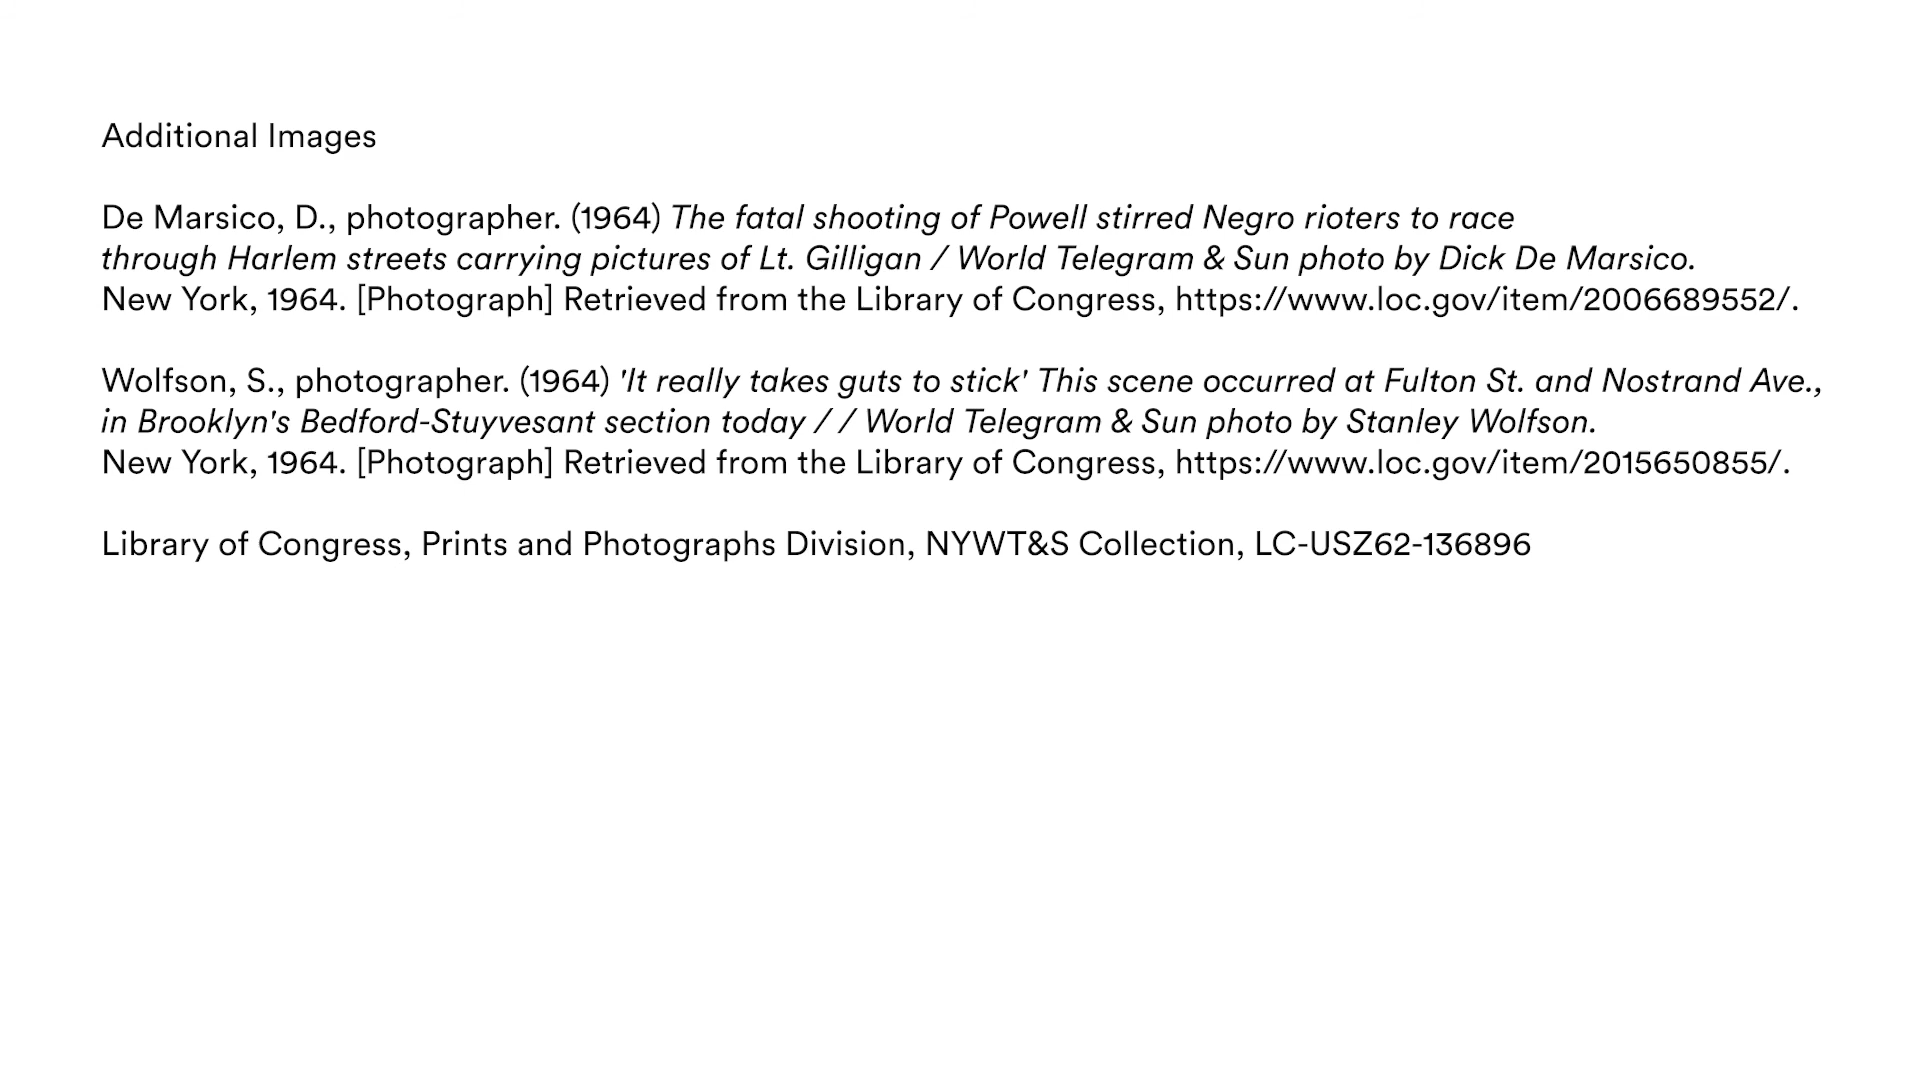 Additional Images
De Marsico, D., photographer. (1964) The fatal shooting of Powell stirred Negro rioters to race
through Harlem streets carrying pictures of Lt. Gilligan / World Telegram & Sun photo by Dick De Marsico.
New York, 1964. [Photograph] Retrieved from the Library of Congress, https://www.loc.gov/item/2006689552/.
Wolfson, S., photographer. (1964) 'It really takes guts to stick' This scene occurred at Fulton St. and Nostrand Ave.,
in Brooklyn's Bedford-Stuyvesant section today / / World Telegram & Sun photo by Stanley Wolfson.
New York, 1964. [Photograph] Retrieved from the Library of Congress, https://www.loc.gov/item/2015650855/.
Library of Congress, Prints and Photographs Division, NYWT&S Collection, LC-USZ62-136896